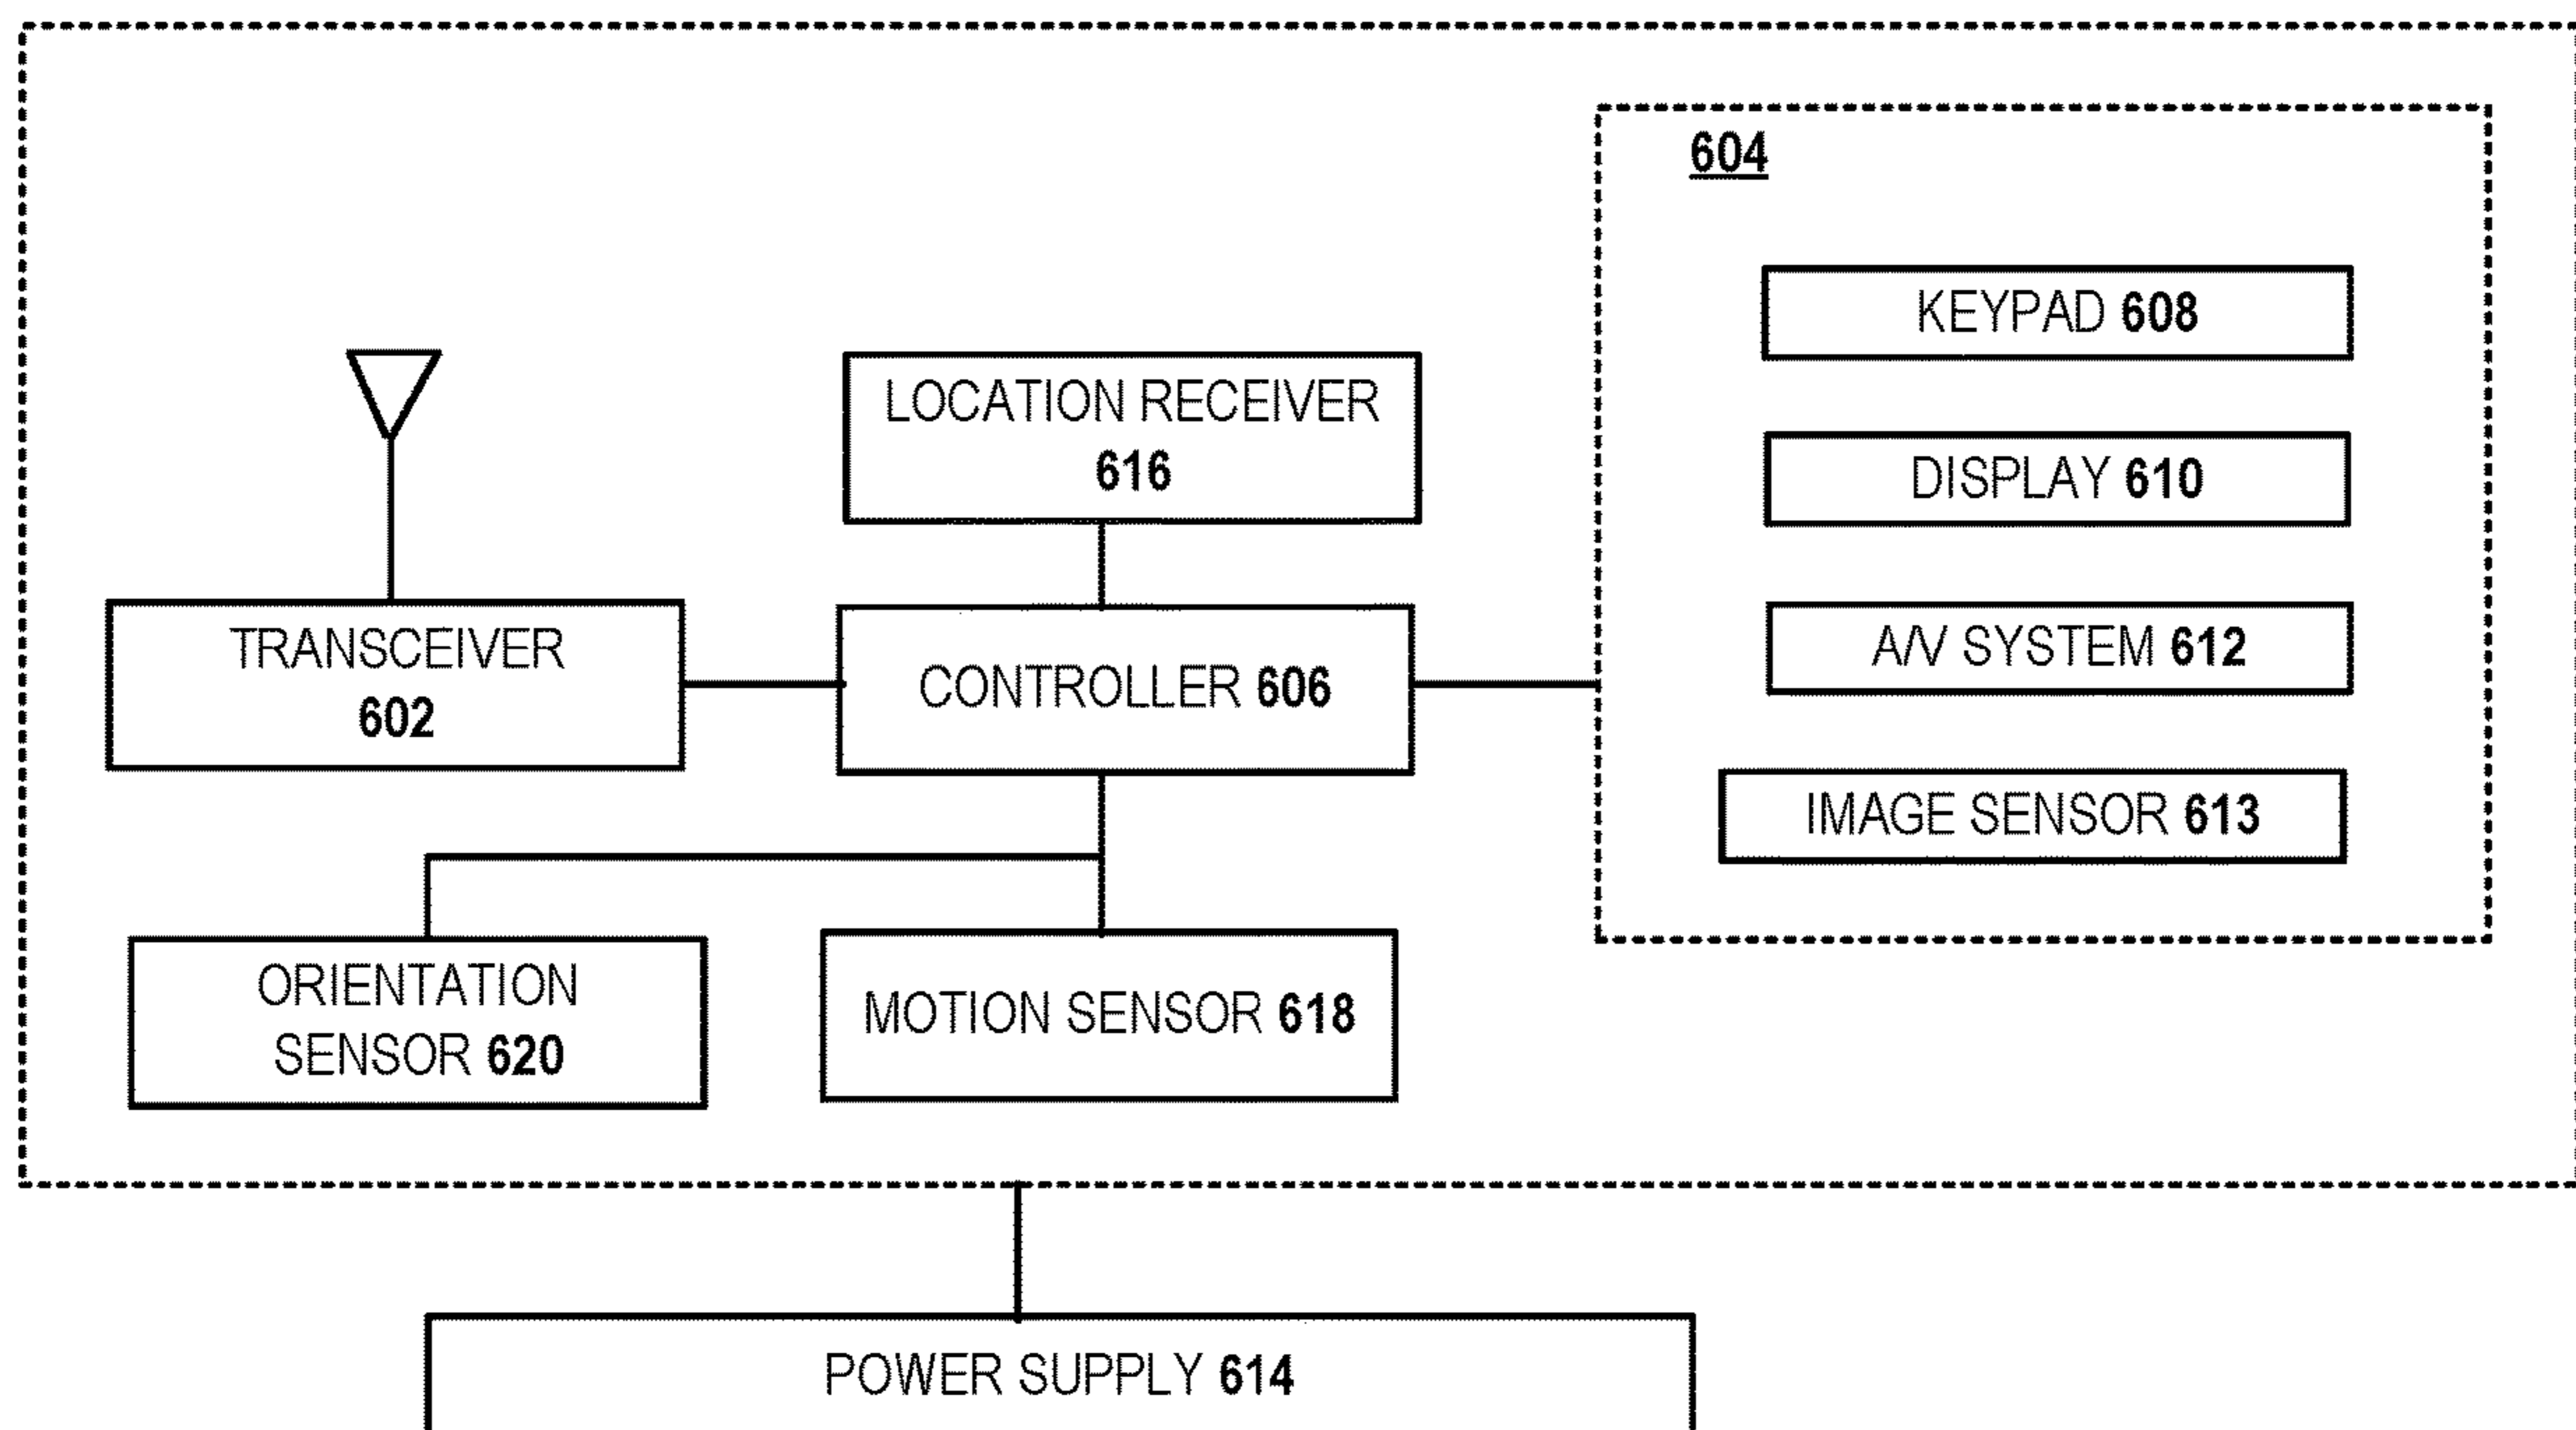 604
KEYPAD 608
LOCATION RECEIVER
616
DISPLAY 610
TRANSCEIVER
602
CONTROLLER 606
A/V SYSTEM 612
IMAGE SENSOR 613
ORIENTATION
SENSOR 620
MOTION SENSOR 618
POWER SUPPLY 614